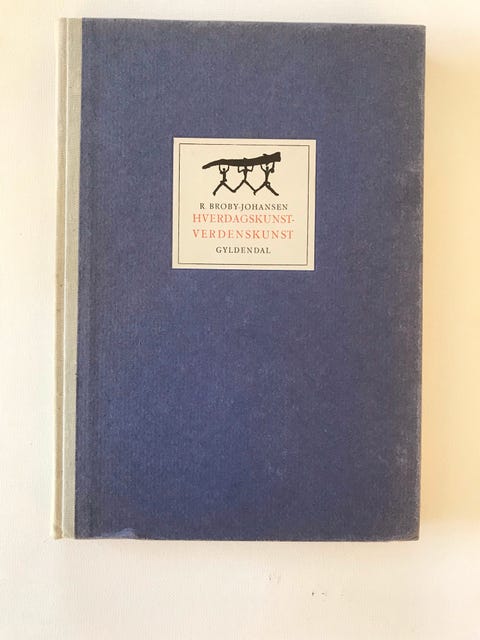 R. BROBY-JOHANSEN
HVERDAGSKUNST-
VERDENSKUNST
GYLDENDAL